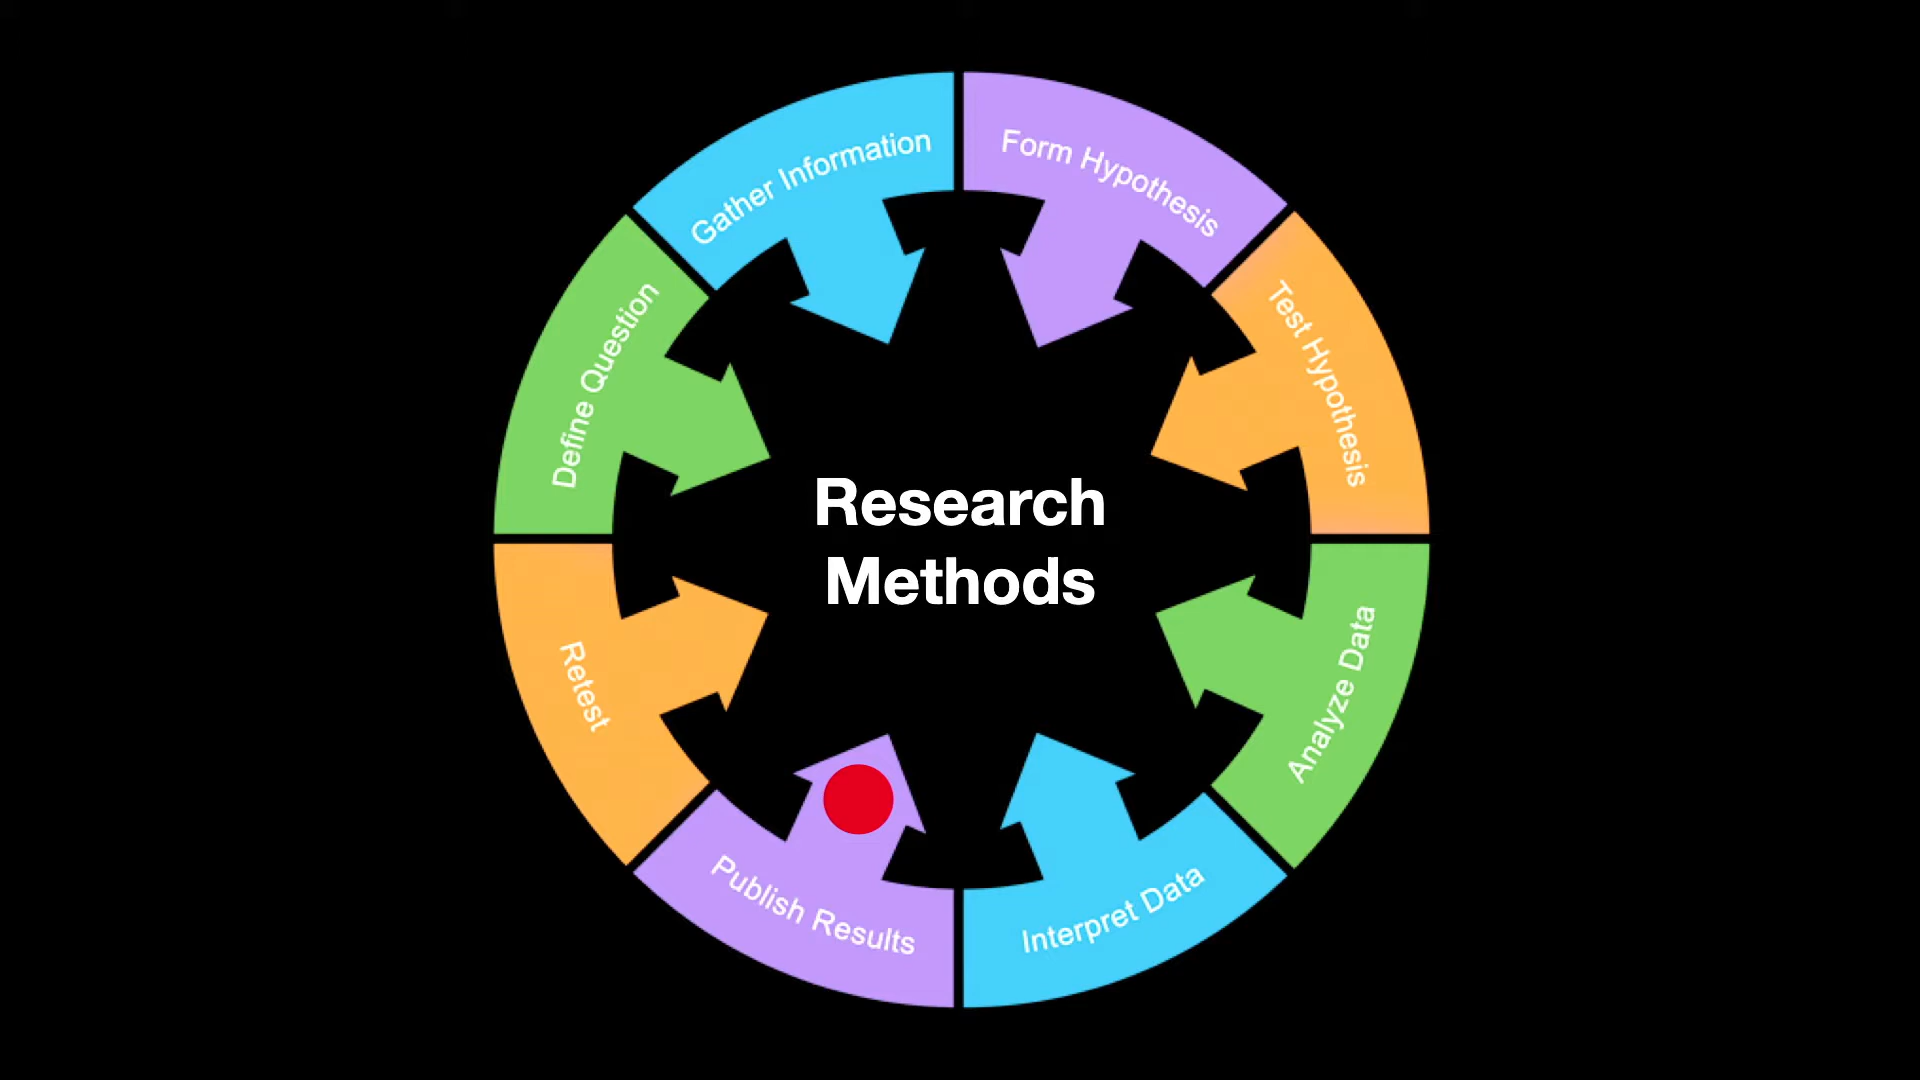 Gather Information
Form Hypothesis
Test Hypothesis
Define Question
Research
Methods
Analyze Data
Retest
Publish Results
Interpret Data